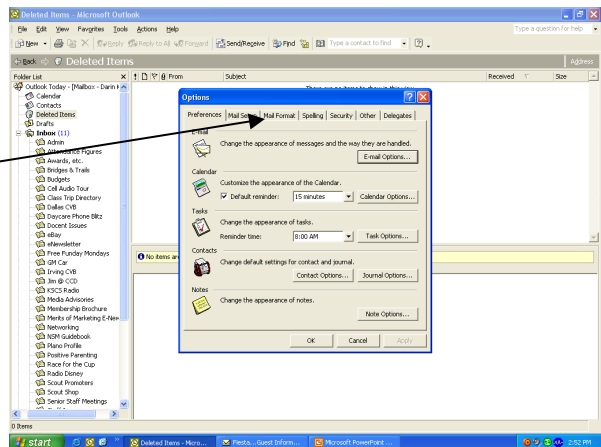 Deleted Items - Microsoft Outlook
File Edit View Favorites Tools Actions Help
Type a question for help
New Reply Reply to All Forward Send/Receive Find Type a contact to find
Back Deleted Items
Address
Folder List
From Subject Received Size
Outlook Today - [Mailbox - Darin
Calendar
Contacts
Deleted Items
Drafts
Inbox (11)
Admin
Attendance Figures
Awards, etc.
Bridges & Trails
Budgets
Cell Audio Tour
Class Trip Directory
Dallas CVB
Daycare Phone Blitz
Docent Issues
eBay
eNewsletter
Free Funday Mondays
GM Car
Irving CVB
Jim @ CCD
KSCS Radio
Media Advisories
Membership Brochure
Merits of Marketing E-New
Networking
NSM Guidebook
Plano Profile
Positive Parenting
Race for the Cup
Radio Disney
Scout Promoters
Scout Shop
Senior Staff Meetings
No items are
Options
Preferences Mail Setup Mail Format Spelling Security Other Delegates
E-mail
Change the appearance of messages and the way they are handled.
E-mail Options...
Calendar
Customize the appearance of the Calendar.
Default reminder: 15 minutes Calendar Options...
Tasks
Change the appearance of tasks.
Reminder time: 8:00 AM Task Options...
Contacts
Change default settings for contact and journal.
Contact Options... Journal Options...
Notes
Change the appearance of notes.
Note Options...
OK Cancel Apply
0 Items
start Deleted Items - Micro... Fiesta...Guest Inform... Microsoft PowerPoint ... 2:52 PM